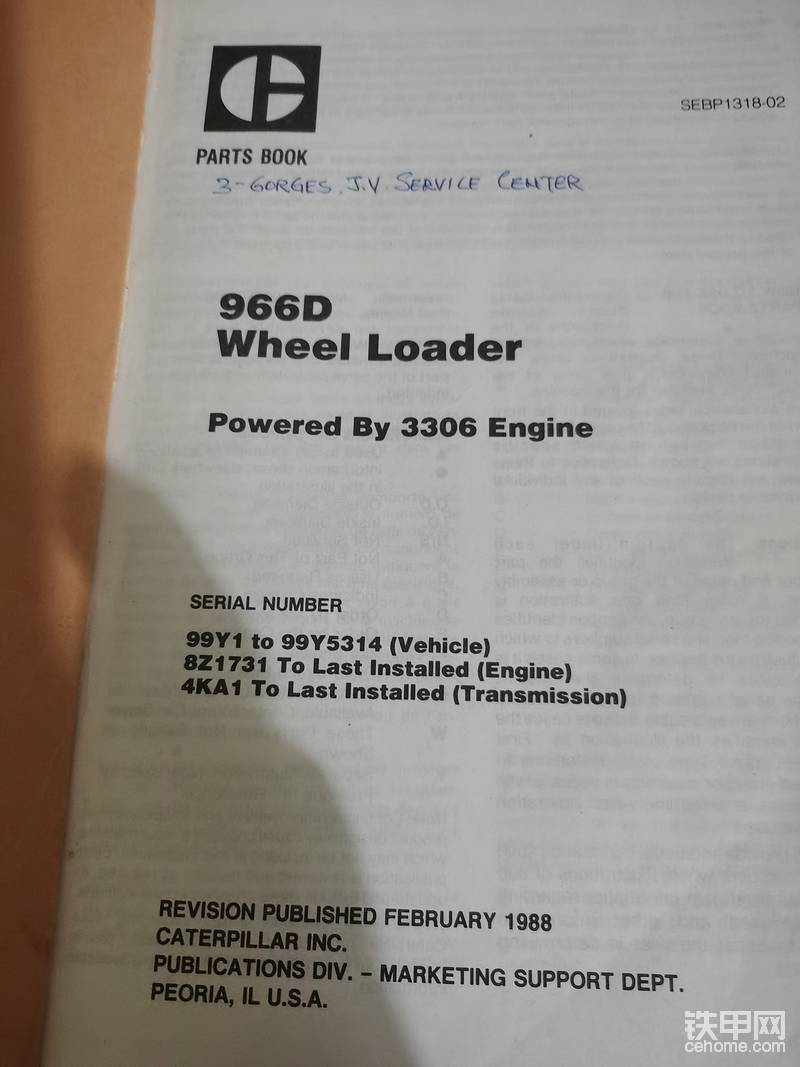 SEBP1318-02
PARTS BOOK
3-GORGES J.V. SERVICE CENTER
966D
Wheel Loader
Powered By 3306 Engine
SERIAL NUMBER
99Y1 to 99Y5314 (Vehicle)
8Z1731 To Last Installed (Engine)
4KA1 To Last Installed (Transmission)
REVISION PUBLISHED FEBRUARY 1988
CATERPILLAR INC.
PUBLICATIONS DIV. – MARKETING SUPPORT DEPT.
PEORIA, IL U.S.A.
铁甲网
cehome.com